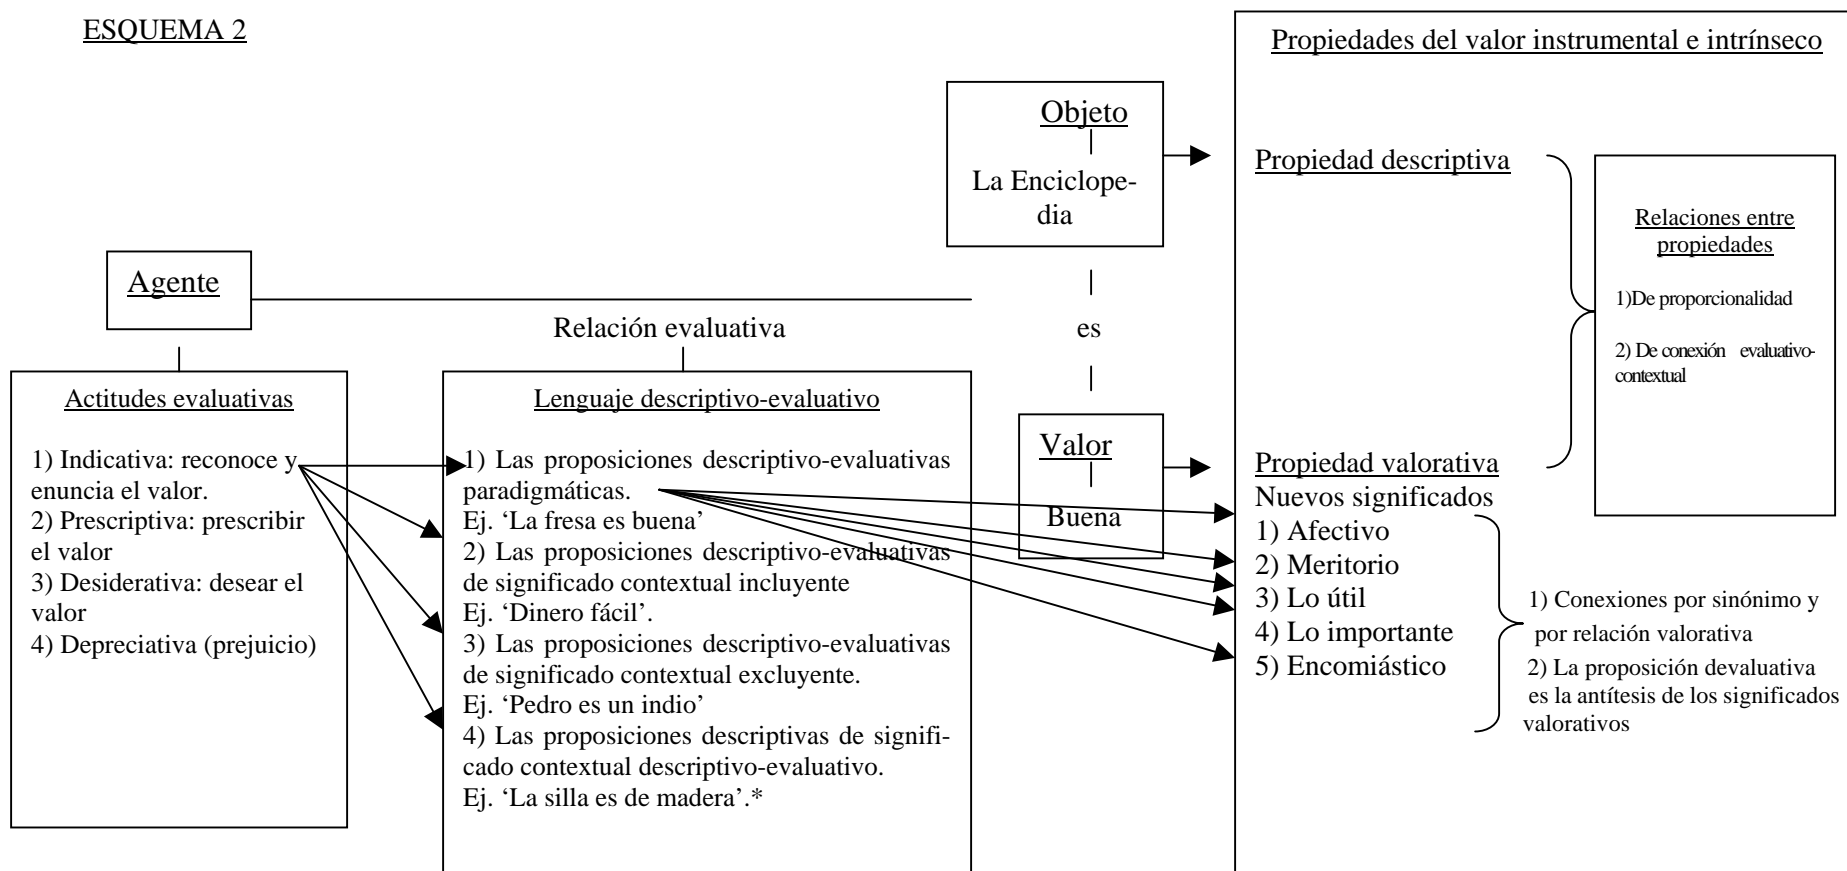 ESQUEMA 2
Propiedades del valor instrumental e intrínseco
Objeto
La Enciclope-
dia
Propiedad descriptiva
Relaciones entre
propiedades
1)De proporcionalidad
2) De conexión evaluativo-
contextual
Agente
Relación evaluativa
es
Actitudes evaluativas
1) Indicativa: reconoce y
enuncia el valor.
2) Prescriptiva: prescribir
el valor
3) Desiderativa: desear el
valor
4) Depreciativa (prejuicio)
Lenguaje descriptivo-evaluativo
1) Las proposiciones descriptivo-evaluativas
paradigmáticas.
Ej. ‘La fresa es buena’
2) Las proposiciones descriptivo-evaluativas
de significado contextual incluyente
Ej. ‘Dinero fácil’.
3) Las proposiciones descriptivo-evaluativas
de significado contextual excluyente.
Ej. ‘Pedro es un indio’
4) Las proposiciones descriptivas de signifi-
cado contextual descriptivo-evaluativo.
Ej. ‘La silla es de madera’.*
Valor
Buena
Propiedad valorativa
Nuevos significados
1) Afectivo
2) Meritorio
3) Lo útil
4) Lo importante
5) Encomiástico
1) Conexiones por sinónimo y
por relación valorativa
2) La proposición devaluativa
es la antítesis de los significados
valorativos